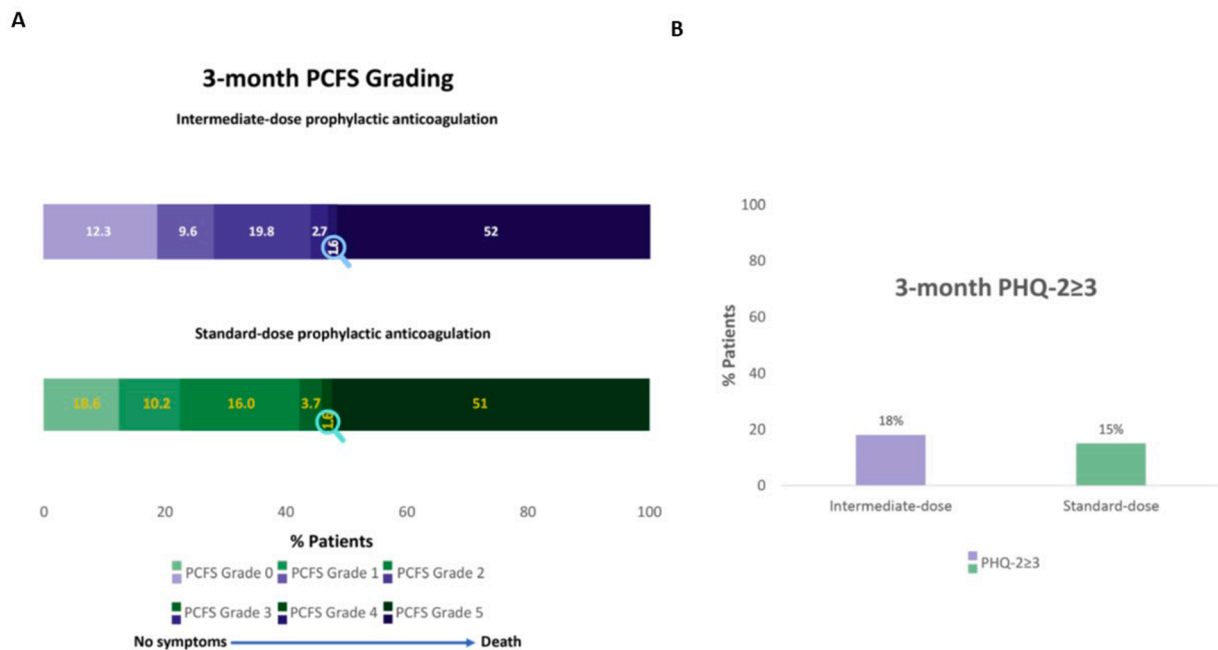 A
3-month PCFS Grading
Intermediate-dose prophylactic anticoagulation
12.3 9.6 19.8 2.7 1.6 52
Standard-dose prophylactic anticoagulation
18.6 10.2 16.0 3.7 1.6 51
0 20 40 60 80 100
% Patients
PCFS Grade 0 PCFS Grade 1 PCFS Grade 2
PCFS Grade 3 PCFS Grade 4 PCFS Grade 5
No symptoms Death
B
3-month PHQ-2≥3
% Patients
100
80
60
40
20
0
18% 15%
Intermediate-dose Standard-dose
PHQ-2≥3